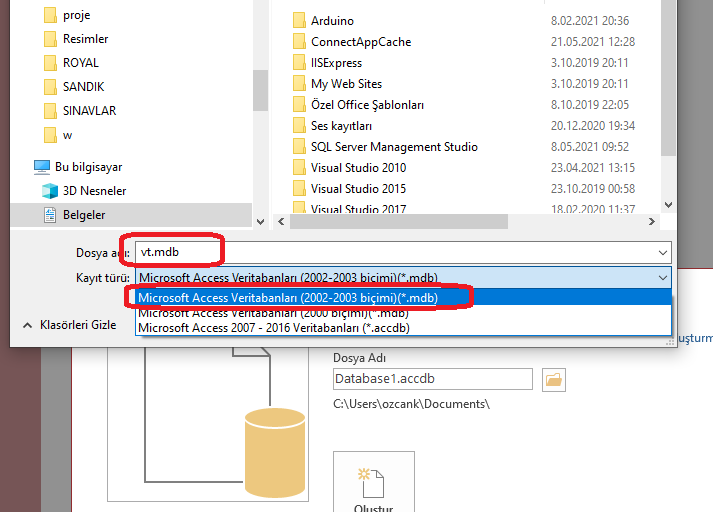 proje
Resimler
ROYAL
SANDIK
SINAVLAR
w
Bu bilgisayar
3D Nesneler
Belgeler
Arduino 8.02.2021 20:36
ConnectAppCache 21.05.2021 12:28
IISExpress 3.10.2019 20:11
My Web Sites 3.10.2019 20:11
Özel Office Şablonları 8.10.2019 22:05
Ses kayıtları 20.12.2020 19:34
SQL Server Management Studio 8.05.2021 09:52
Visual Studio 2010 23.04.2021 13:15
Visual Studio 2015 23.10.2019 00:58
Visual Studio 2017 18.02.2020 11:37
Dosya adı: vt.mdb
Kayıt türü: Microsoft Access Veritabanları (2002-2003 biçimi)(*.mdb)
Microsoft Access Veritabanları (2002-2003 biçimi)(*.mdb)
Microsoft Access Veritabanları (2000 biçimi)(*.mdb)
Microsoft Access 2007 - 2016 Veritabanları (*.accdb)
Klasörleri Gizle
Dosya Adı
Database1.accdb
C:\Users\ozcank\Documents\
Oluştur